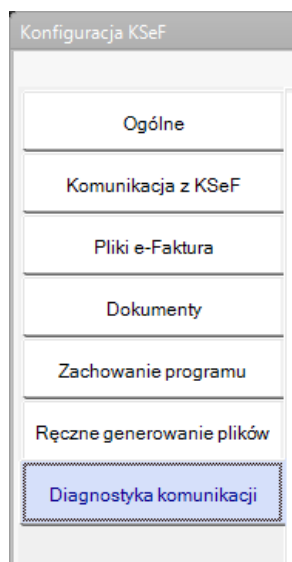 Konfiguracja KSeF
Ogólne
Komunikacja z KSeF
Pliki e-Faktura
Dokumenty
Zachowanie programu
Ręczne generowanie plików
Diagnostyka komunikacji